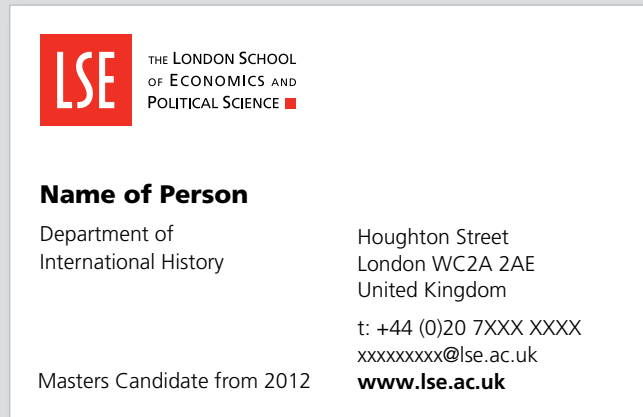 LSE
THE LONDON SCHOOL
OF ECONOMICS AND
POLITICAL SCIENCE
Name of Person
Department of
International History
Masters Candidate from 2012
Houghton Street
London WC2A 2AE
United Kingdom
t: +44 (0)20 7XXX XXXX
xxxxxxxxx@lse.ac.uk
www.lse.ac.uk